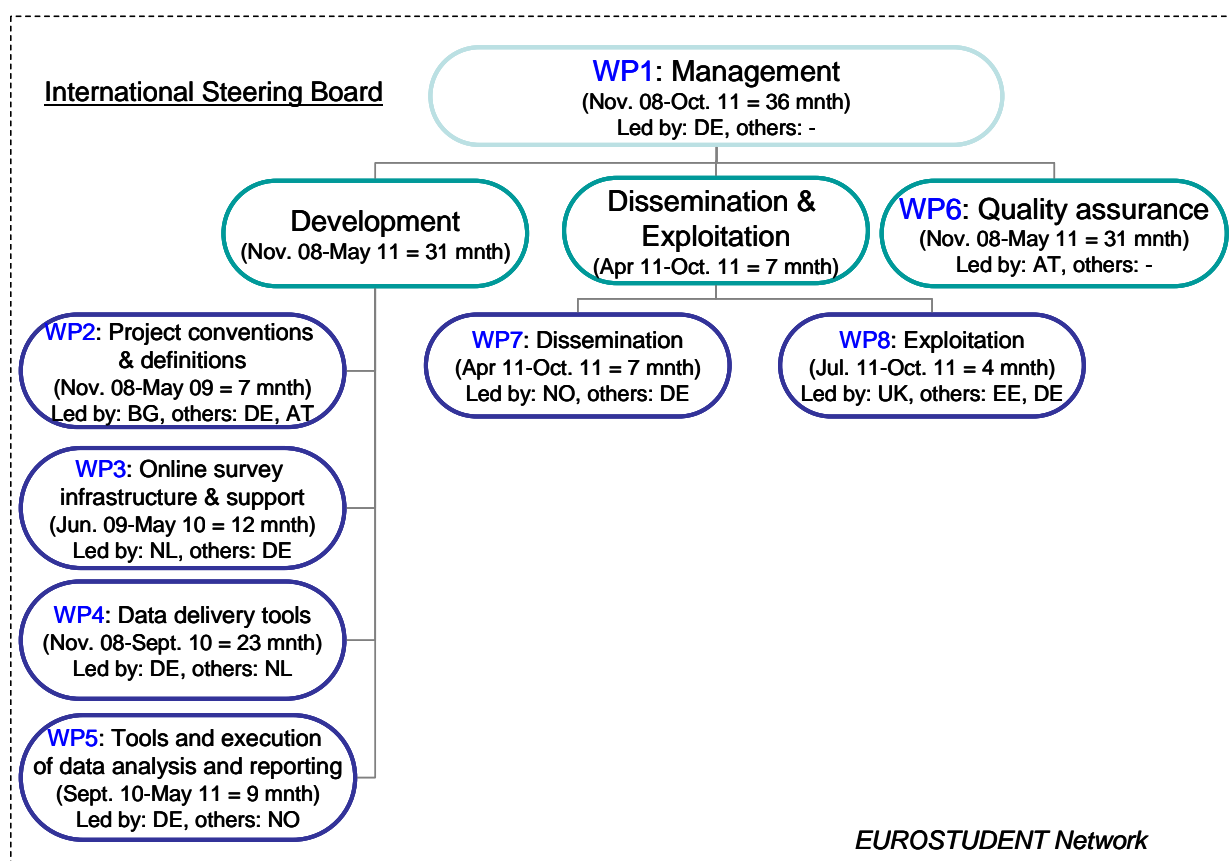 International Steering Board
WP1: Management
(Nov. 08-Oct. 11 = 36 mnth)
Led by: DE, others: -
Development
(Nov. 08-May 11 = 31 mnth)
Dissemination &
Exploitation
(Apr 11-Oct. 11 = 7 mnth)
WP6: Quality assurance
(Nov. 08-May 11 = 31 mnth)
Led by: AT, others: -
WP2: Project conventions
& definitions
(Nov. 08-May 09 = 7 mnth)
Led by: BG, others: DE, AT
WP7: Dissemination
(Apr 11-Oct. 11 = 7 mnth)
Led by: NO, others: DE
WP8: Exploitation
(Jul. 11-Oct. 11 = 4 mnth)
Led by: UK, others: EE, DE
WP3: Online survey
infrastructure & support
(Jun. 09-May 10 = 12 mnth)
Led by: NL, others: DE
WP4: Data delivery tools
(Nov. 08-Sept. 10 = 23 mnth)
Led by: DE, others: NL
WP5: Tools and execution
of data analysis and reporting
(Sept. 10-May 11 = 9 mnth)
Led by: DE, others: NO
EUROSTUDENT Network